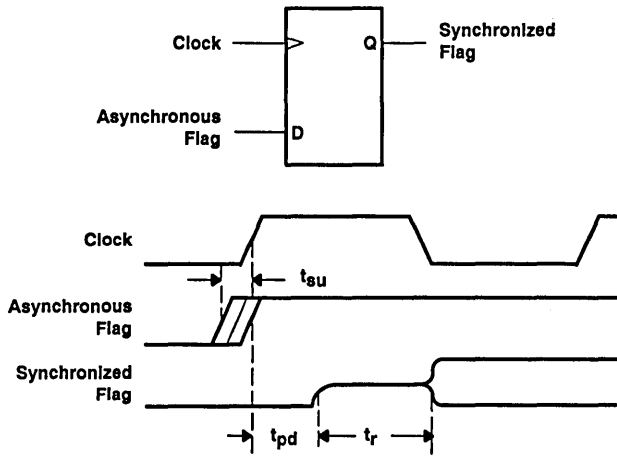 Clock
Q
Synchronized
Flag
Asynchronous
Flag
D
Clock
tsu
Asynchronous
Flag
Synchronized
Flag
tpd
tr